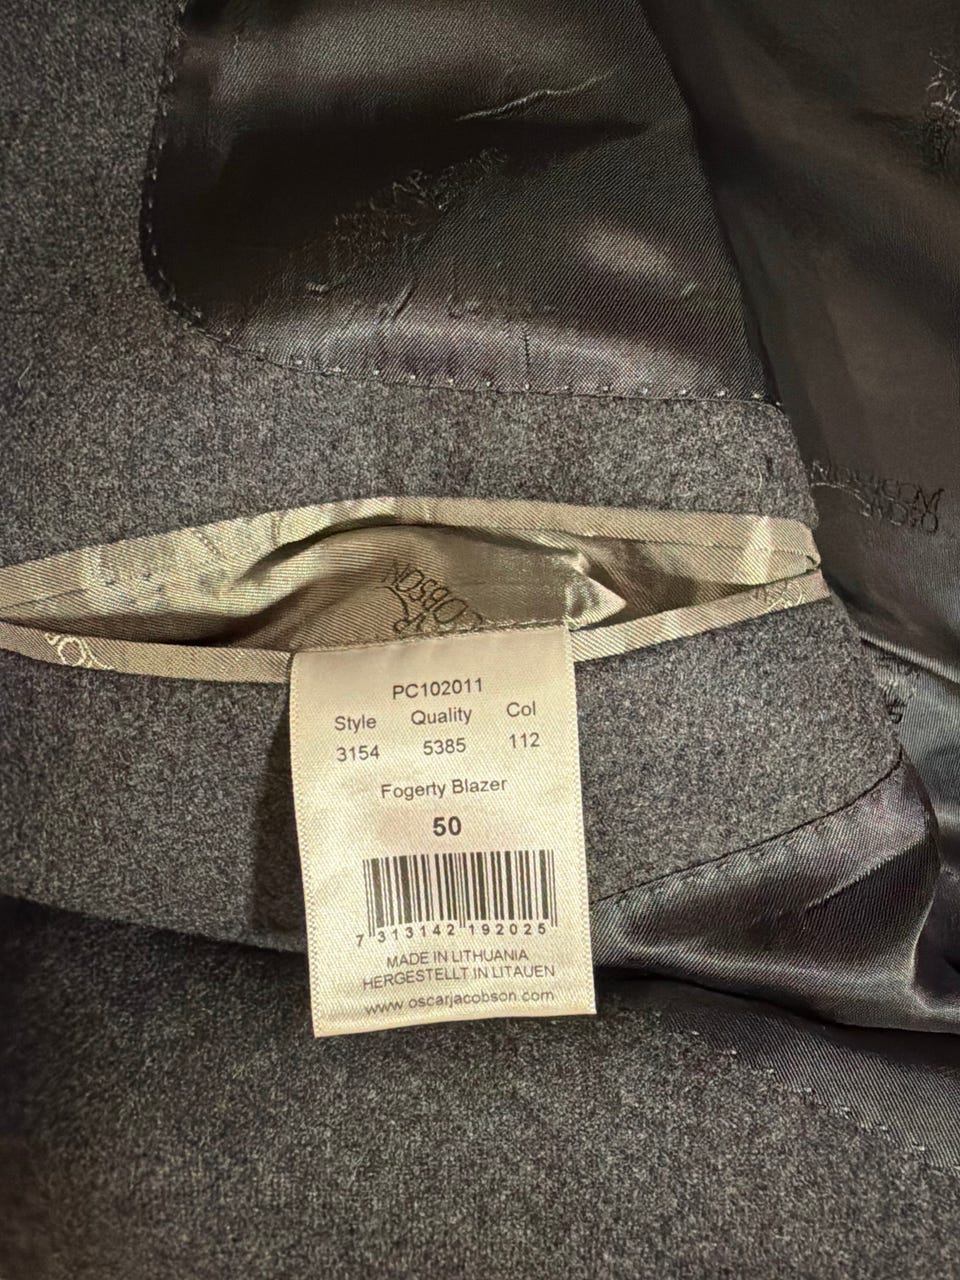 JACOBSON
PC102011
Style Quality Col
3154 5385 112
Fogerty Blazer
50
7 313142 192025
MADE IN LITHUANIA
HERGESTELLT IN LITAUEN
www.oscarjacobson.com